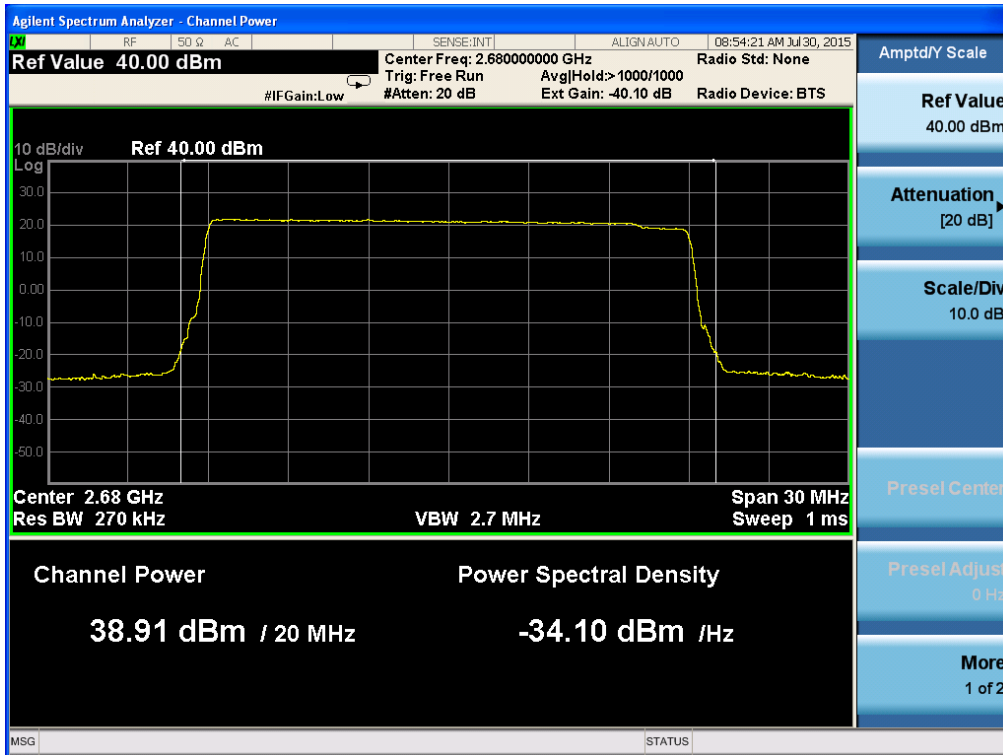 Agilent Spectrum Analyzer - Channel Power
LXI RF 50 Ω AC SENSE:INT ALIGN AUTO 08:54:21 AM Jul 30, 2015
Ref Value 40.00 dBm
Center Freq: 2.680000000 GHz
Radio Std: None
Trig: Free Run
Avg|Hold:>1000/1000
#IFGain:Low
#Atten: 20 dB
Ext Gain: -40.10 dB
Radio Device: BTS
10 dB/div
Ref 40.00 dBm
Log
30.0
20.0
10.0
0.00
-10.0
-20.0
-30.0
-40.0
-50.0
Center 2.68 GHz
Span 30 MHz
Res BW 270 kHz
VBW 2.7 MHz
Sweep 1 ms
Channel Power
Power Spectral Density
38.91 dBm / 20 MHz
-34.10 dBm /Hz
MSG
STATUS
Amptd/Y Scale
Ref Value
40.00 dBm
Attenuation
[20 dB]
Scale/Div
10.0 dB
Presel Center
Presel Adjust
0 Hz
More
1 of 2